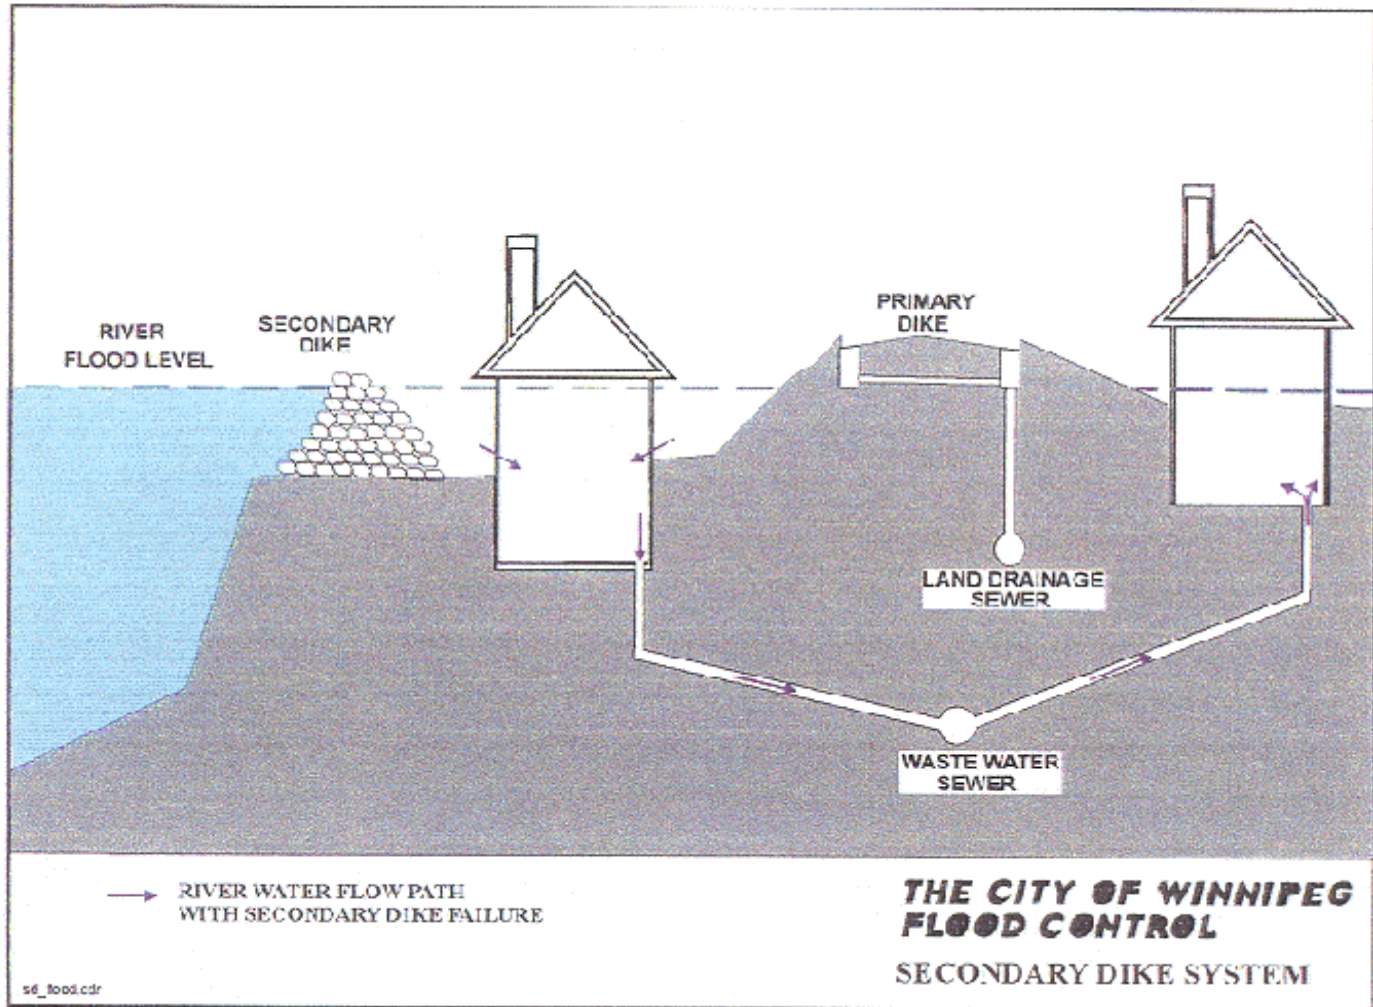 RIVER
FLOOD LEVEL
SECONDARY
DIKE
PRIMARY
DIKE
LAND DRAINAGE
SEWER
WASTE WATER
SEWER
RIVER WATER FLOW PATH
WITH SECONDARY DIKE FAILURE
THE CITY OF WINNIPEG
FLOOD CONTROL
SECONDARY DIKE SYSTEM
sd_flood.cdr